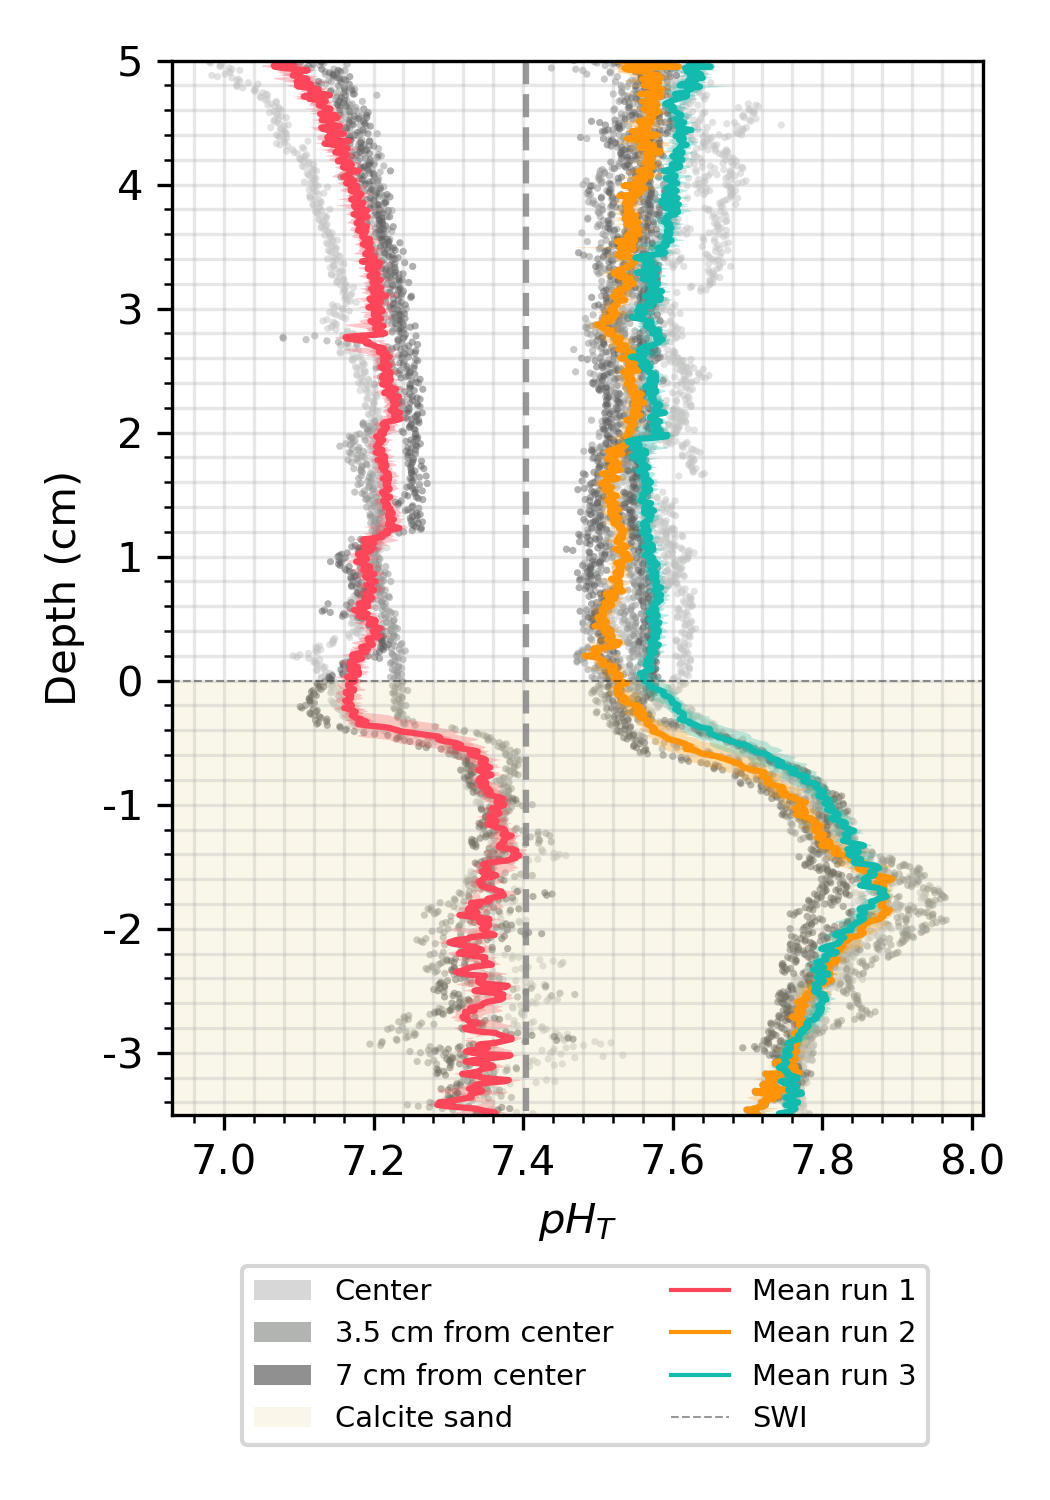 5
4
3
2
1
0
-1
-2
-3
Depth (cm)
7.0 7.2 7.4 7.6 7.8 8.0
pH_T
Center
3.5 cm from center
7 cm from center
Calcite sand
Mean run 1
Mean run 2
Mean run 3
SWI